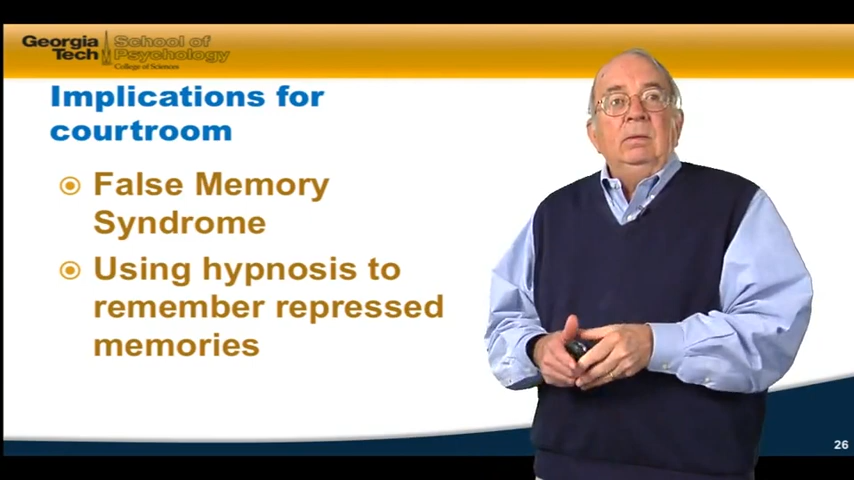 Georgia Tech
School of Psychology
College of Sciences
Implications for
courtroom
False Memory
Syndrome
Using hypnosis to
remember repressed
memories
26